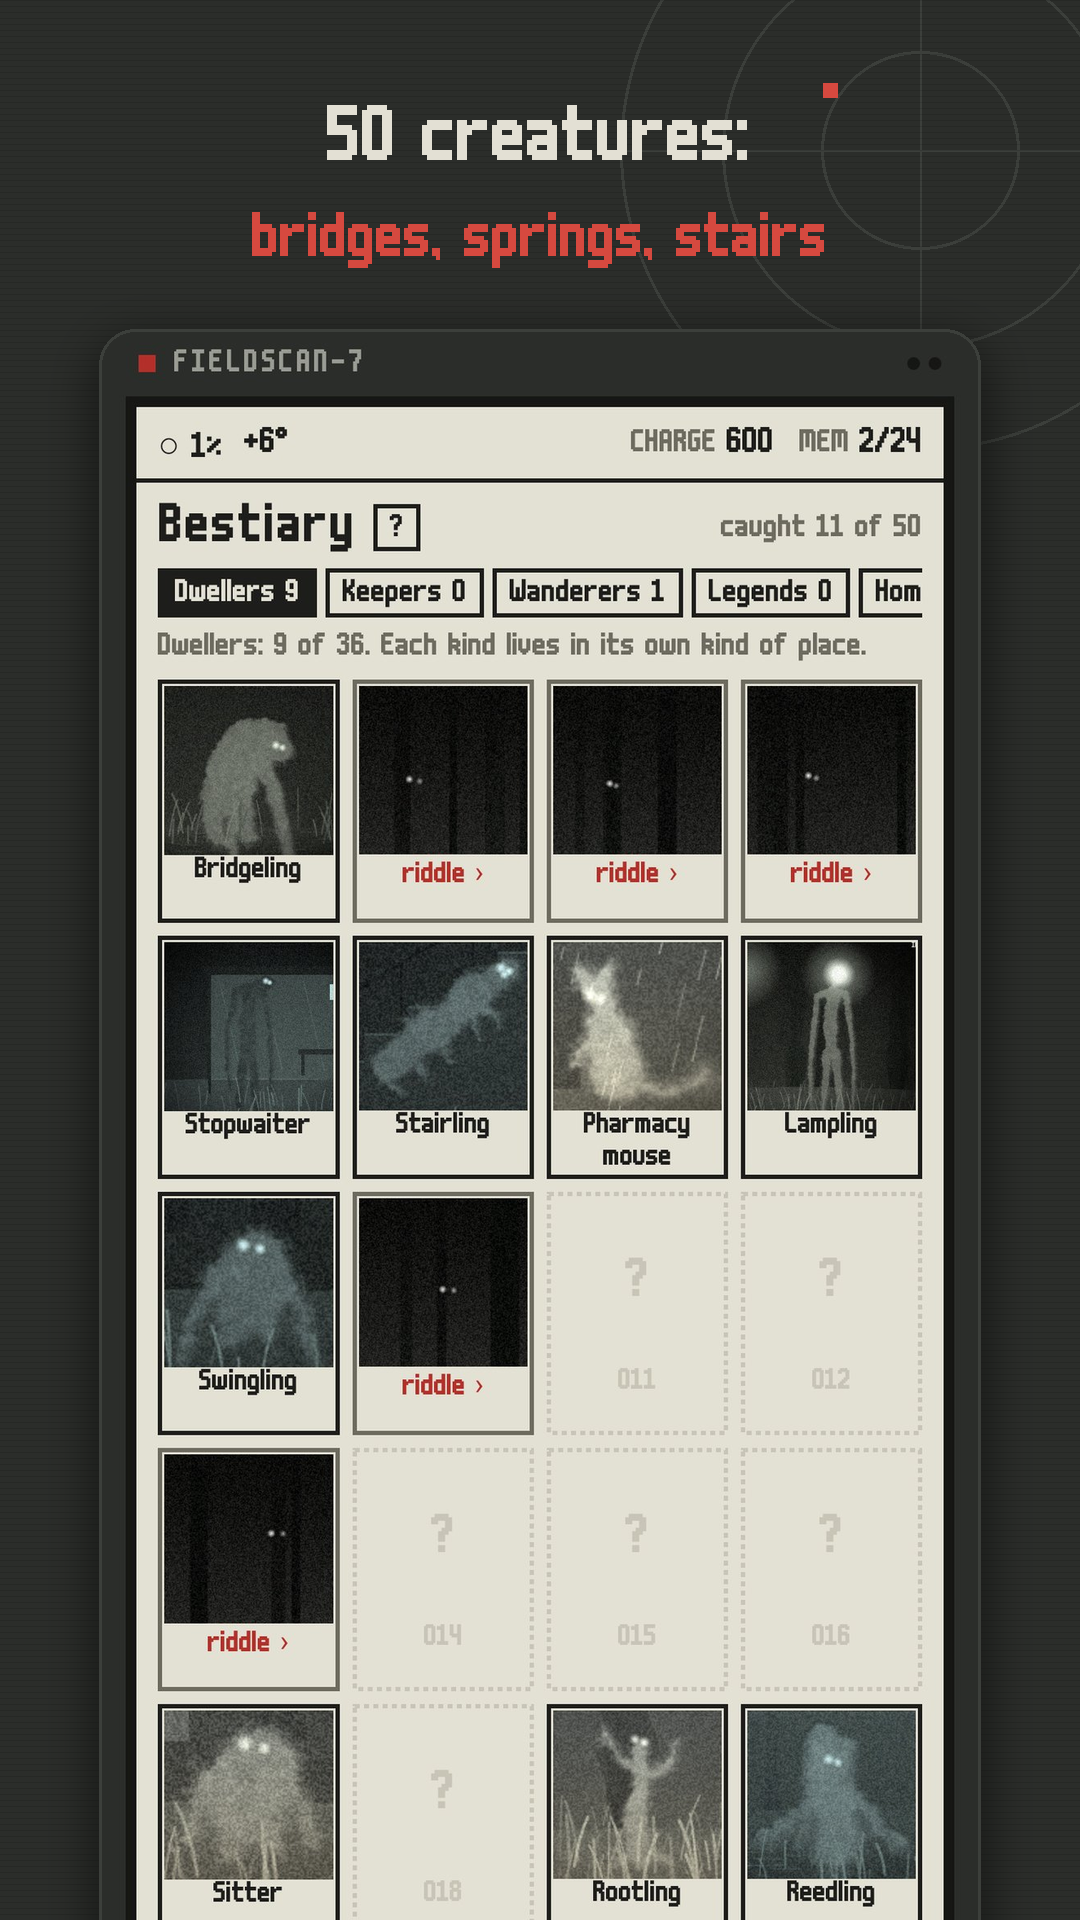 50 creatures:
bridges, springs, stairs
FIELDSCAN-7
○ 1% +6° CHARGE 600 MEM 2/24
Bestiary ? caught 11 of 50
Dwellers 9 Keepers 0 Wanderers 1 Legends 0 Hom
Dwellers: 9 of 36. Each kind lives in its own kind of place.
Bridgeling riddle › riddle › riddle ›
Stopwaiter Stairling Pharmacy mouse Lampling
Swingling riddle › ? 011 ? 012
riddle › ? 014 ? 015 ? 016
Sitter ? 018 Rootling Reedling